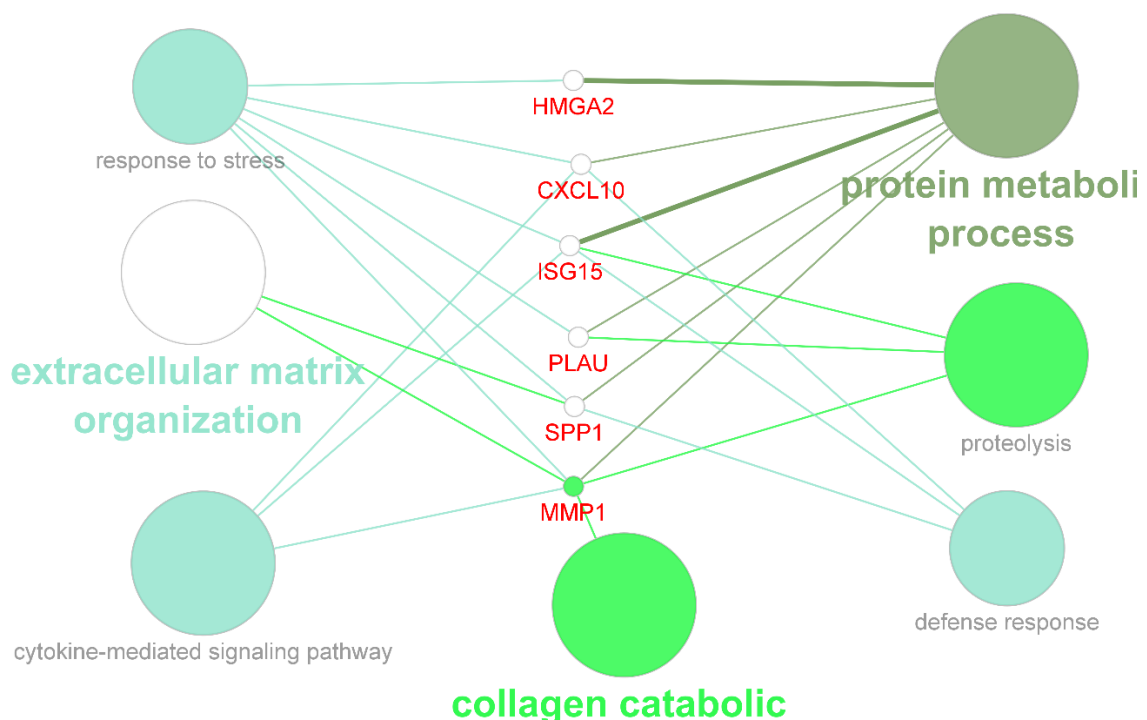 HMGA2
response to stress
CXCL10
protein metaboli
process
ISG15
PLAU
extracellular matrix
organization
SPP1
proteolysis
MMP1
defense response
cytokine-mediated signaling pathway
collagen catabolic